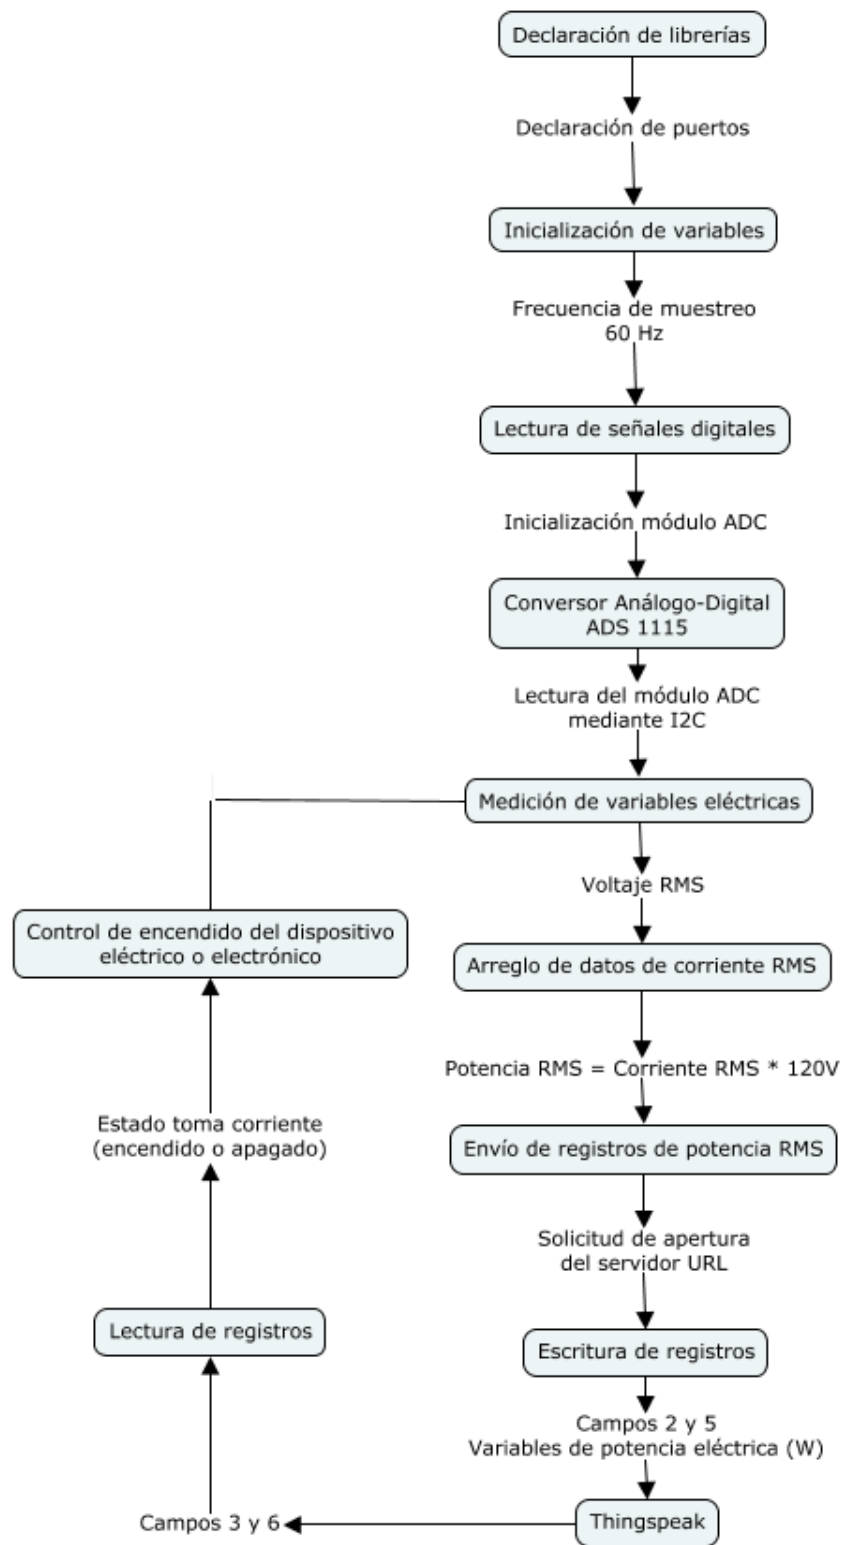 Declaración de librerías
Declaración de puertos
Inicialización de variables
Frecuencia de muestreo
60 Hz
Lectura de señales digitales
Inicialización módulo ADC
Conversor Análogo-Digital
ADS 1115
Lectura del módulo ADC
mediante I2C
Medición de variables eléctricas
Voltaje RMS
Arreglo de datos de corriente RMS
Potencia RMS = Corriente RMS * 120V
Envío de registros de potencia RMS
Solicitud de apertura
del servidor URL
Escritura de registros
Campos 2 y 5
Variables de potencia eléctrica (W)
Thingspeak
Campos 3 y 6
Lectura de registros
Estado toma corriente
(encendido o apagado)
Control de encendido del dispositivo
eléctrico o electrónico